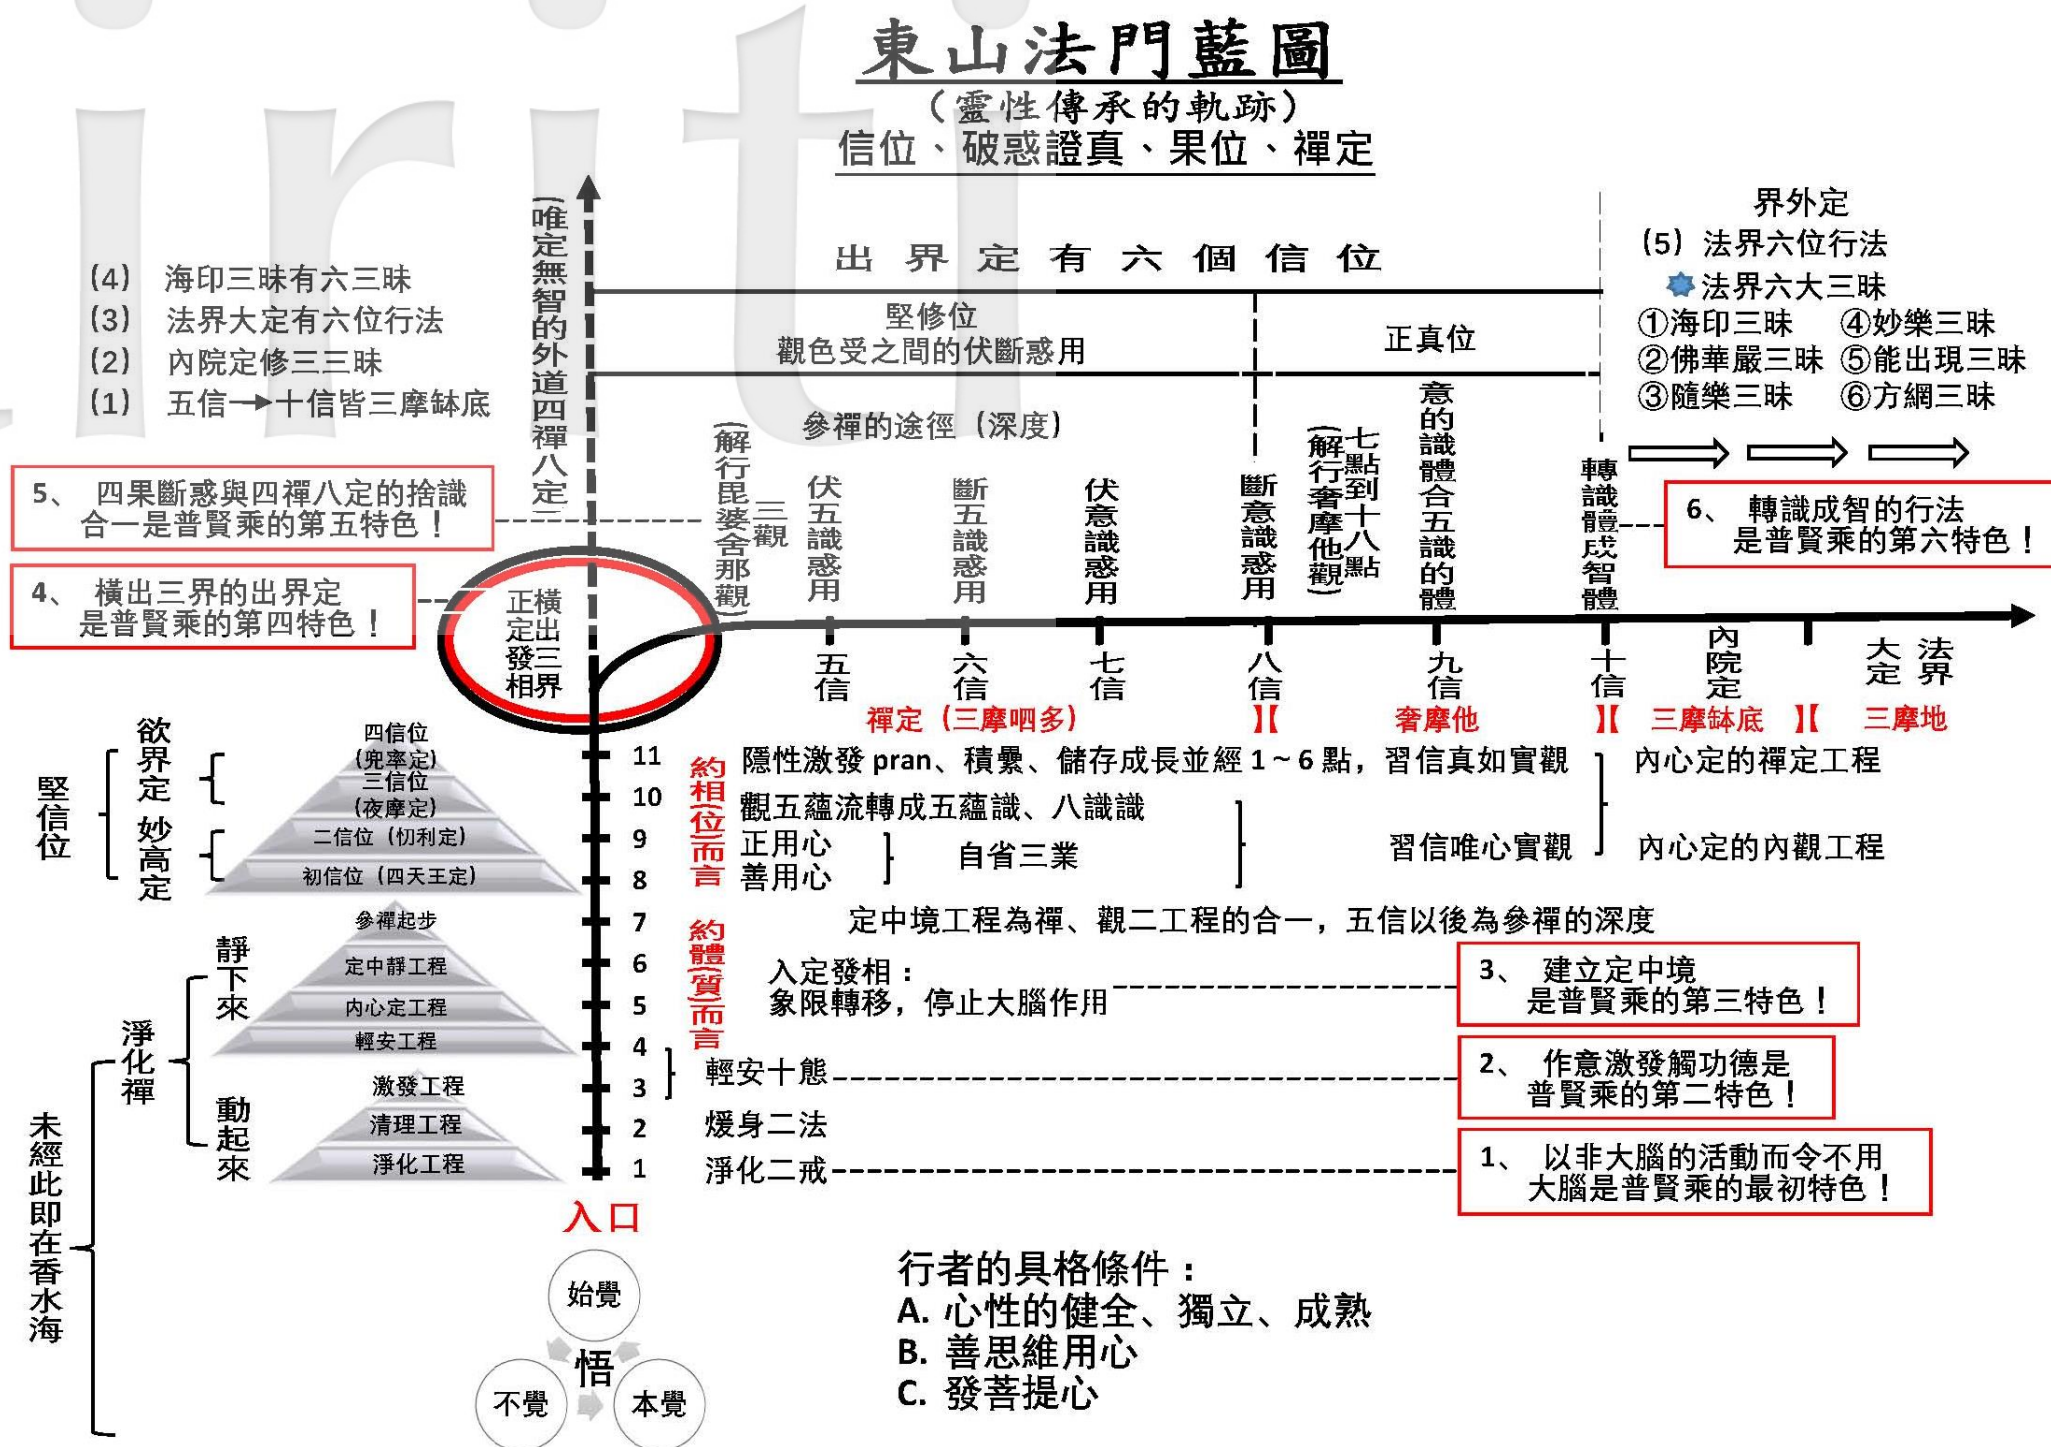 東山法門藍圖
（靈性傳承的軌跡）
信位、破惑證真、果位、禪定
(4) 海印三昧有六三昧
(3) 法界大定有六位行法
(2) 內院定修三三昧
(1) 五信→十信皆三摩缽底
5、 四果斷惑與四禪八定的捨識
合一是普賢乘的第五特色！
4、 橫出三界的出界定
是普賢乘的第四特色！
(唯定無智的外道四禪八定)
橫出三界
正定發相
出界定有六個信位
堅修位
觀色受之間的伏斷惑用
正真位
參禪的途徑（深度）
三觀
(解行毘婆舍那觀)
伏五識惑用
斷五識惑用
伏意識惑用
斷意識惑用
七點到十八點
(解行奢摩他觀)
意的識體合五識的體
轉識體成智體
界外定
(5) 法界六位行法
法界六大三昧
①海印三昧 ④妙樂三昧
②佛華嚴三昧 ⑤能出現三昧
③隨樂三昧 ⑥方網三昧
6、 轉識成智的行法
是普賢乘的第六特色！
五信
六信
七信
八信
九信
十信
內院定
法界
大定
禪定（三摩呬多） 】【 奢摩他 】【 三摩缽底 】【 三摩地
堅信位
欲界定
妙高定
四信位
(兜率定)
三信位
(夜摩定)
二信位（忉利定）
初信位（四天王定）
11
10
9
8
約相(位)而言
隱性激發 pran、積纍、儲存成長並經 1~6 點，習信真如實觀
內心定的禪定工程
觀五蘊流轉成五蘊識、八識識
正用心
善用心
自省三業
習信唯心實觀
內心定的內觀工程
未經此即在香水海
淨化禪
靜下來
動起來
參禪起步
定中靜工程
內心定工程
輕安工程
激發工程
清理工程
淨化工程
7
6
5
4
3
2
1
約體(質)而言
定中境工程為禪、觀二工程的合一，五信以後為參禪的深度
入定發相：
象限轉移，停止大腦作用
3、 建立定中境
是普賢乘的第三特色！
輕安十態
2、 作意激發觸功德是
普賢乘的第二特色！
煖身二法
淨化二戒
1、 以非大腦的活動而令不用
大腦是普賢乘的最初特色！
入口
始覺
悟
不覺
本覺
行者的具格條件：
A. 心性的健全、獨立、成熟
B. 善思維用心
C. 發菩提心
airiti